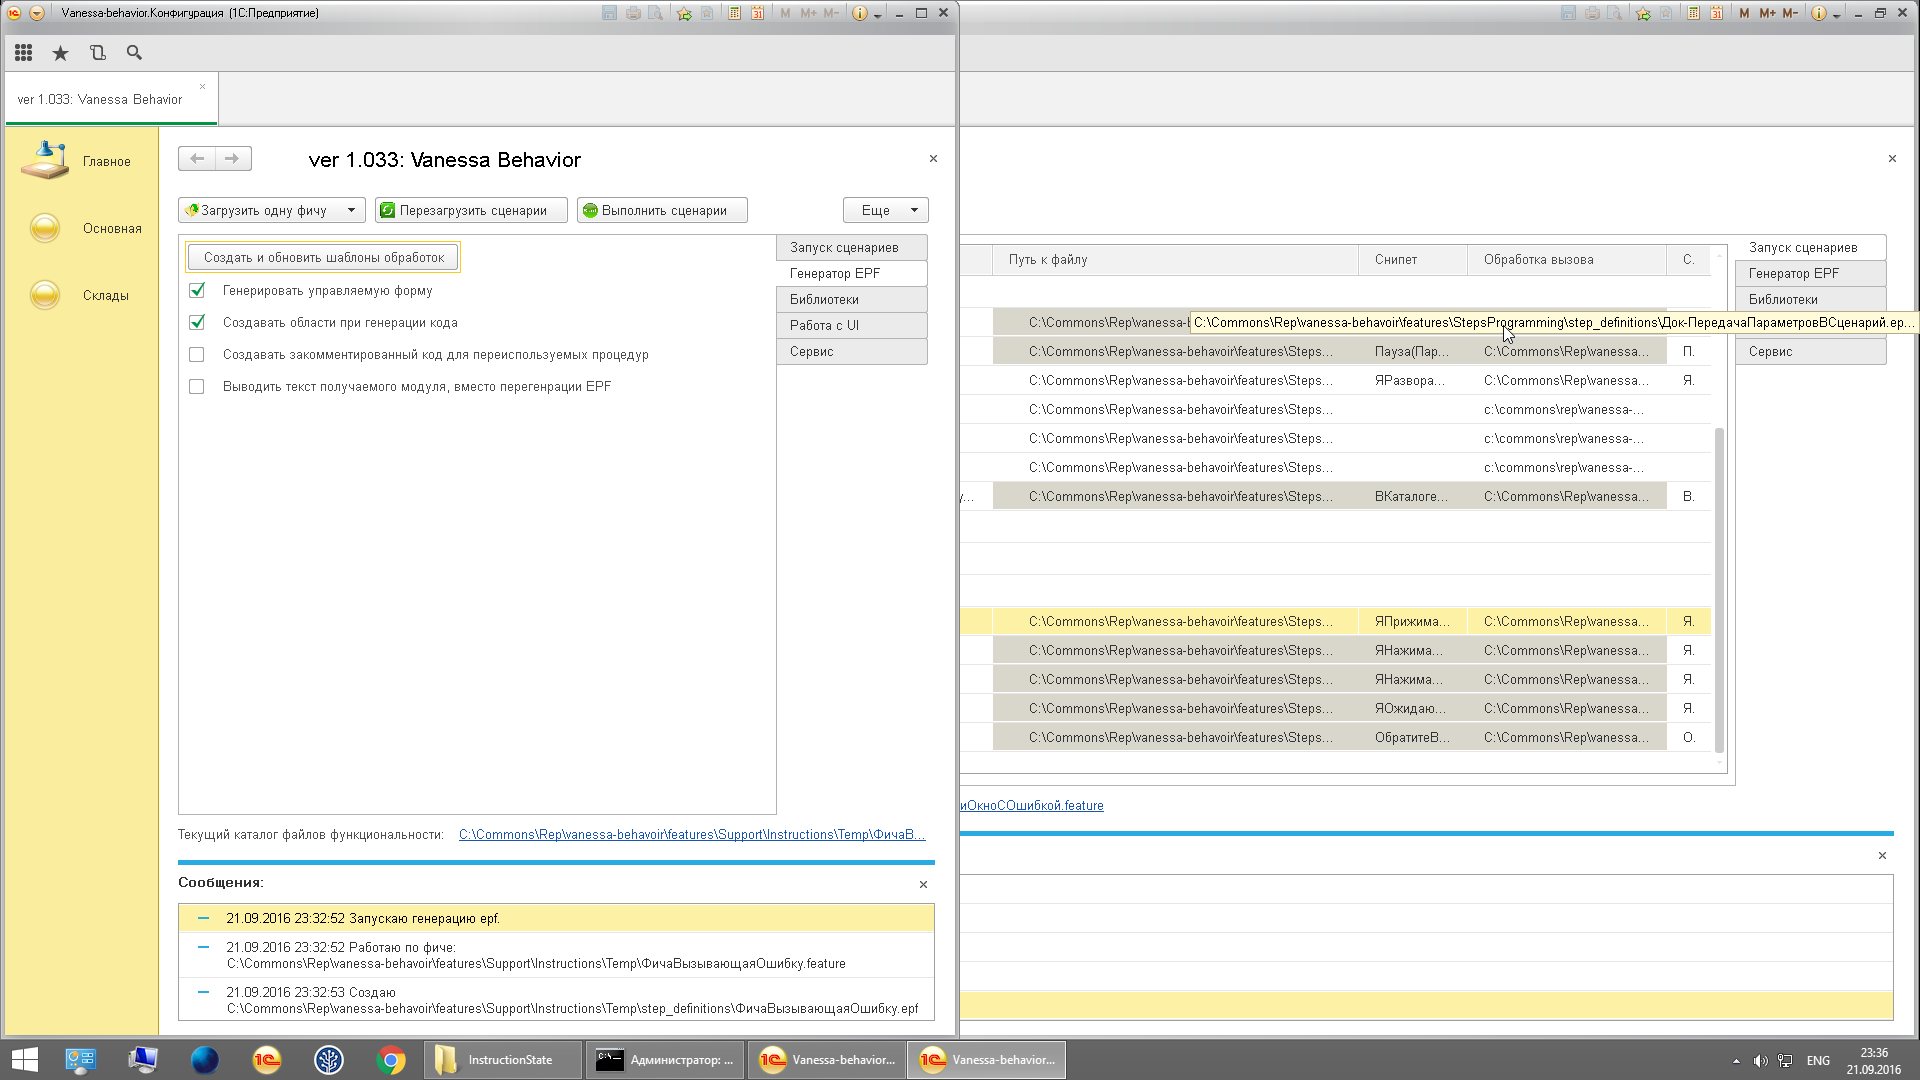 Vanessa-behavior.Конфигурация (1С:Предприятие)
M M+ M-
M M+ M-
ver 1.033: Vanessa Behavior
Главное
Основная
Склады
ver 1.033: Vanessa Behavior
Загрузить одну фичу
Перезагрузить сценарии
Выполнить сценарии
Еще
Создать и обновить шаблоны обработок
Генерировать управляемую форму
Создавать области при генерации кода
Создавать закомментированный код для переиспользуемых процедур
Выводить текст получаемого модуля, вместо перегенрации EPF
Запуск сценариев
Генератор EPF
Библиотеки
Работа с UI
Сервис
Текущий каталог файлов функциональности: C:\Commons\Rep\vanessa-behavoir\features\Support\Instructions\Temp\ФичаВ...
Сообщения:
21.09.2016 23:32:52 Запускаю генерацию epf.
21.09.2016 23:32:52 Работаю по фиче:
C:\Commons\Rep\vanessa-behavoir\features\Support\Instructions\Temp\ФичаВызывающаяОшибку.feature
21.09.2016 23:32:53 Создаю
C:\Commons\Rep\vanessa-behavoir\features\Support\Instructions\Temp\step_definitions\ФичаВызывающаяОшибку.epf
Путь к файлу Снипет Обработка вызова С.
C:\Commons\Rep\vanessa-b
C:\Commons\Rep\vanessa-behavoir\features\StepsProgramming\step_definitions\Док-ПередачаПараметровВСценарий.ep...
C:\Commons\Rep\vanessa-behavoir\features\Steps... Пауза(Пар... C:\Commons\Rep\vanessa... П.
C:\Commons\Rep\vanessa-behavoir\features\Steps... ЯРазвора... C:\Commons\Rep\vanessa... Я.
C:\Commons\Rep\vanessa-behavoir\features\Steps... c:\commons\rep\vanessa-...
C:\Commons\Rep\vanessa-behavoir\features\Steps... c:\commons\rep\vanessa-...
C:\Commons\Rep\vanessa-behavoir\features\Steps... c:\commons\rep\vanessa-...
у... C:\Commons\Rep\vanessa-behavoir\features\Steps... ВКаталоге... C:\Commons\Rep\vanessa... В.
C:\Commons\Rep\vanessa-behavoir\features\Steps... ЯПрижима... C:\Commons\Rep\vanessa... Я.
C:\Commons\Rep\vanessa-behavoir\features\Steps... ЯНажима... C:\Commons\Rep\vanessa... Я.
C:\Commons\Rep\vanessa-behavoir\features\Steps... ЯНажима... C:\Commons\Rep\vanessa... Я.
C:\Commons\Rep\vanessa-behavoir\features\Steps... ЯОжидаю... C:\Commons\Rep\vanessa... Я.
C:\Commons\Rep\vanessa-behavoir\features\Steps... ОбратитеВ... C:\Commons\Rep\vanessa... О.
Запуск сценариев
Генератор EPF
Библиотеки
Сервис
иОкноСОшибкой.feature
InstructionState
Администратор: ...
Vanessa-behavior...
Vanessa-behavior...
ENG
23:36
21.09.2016